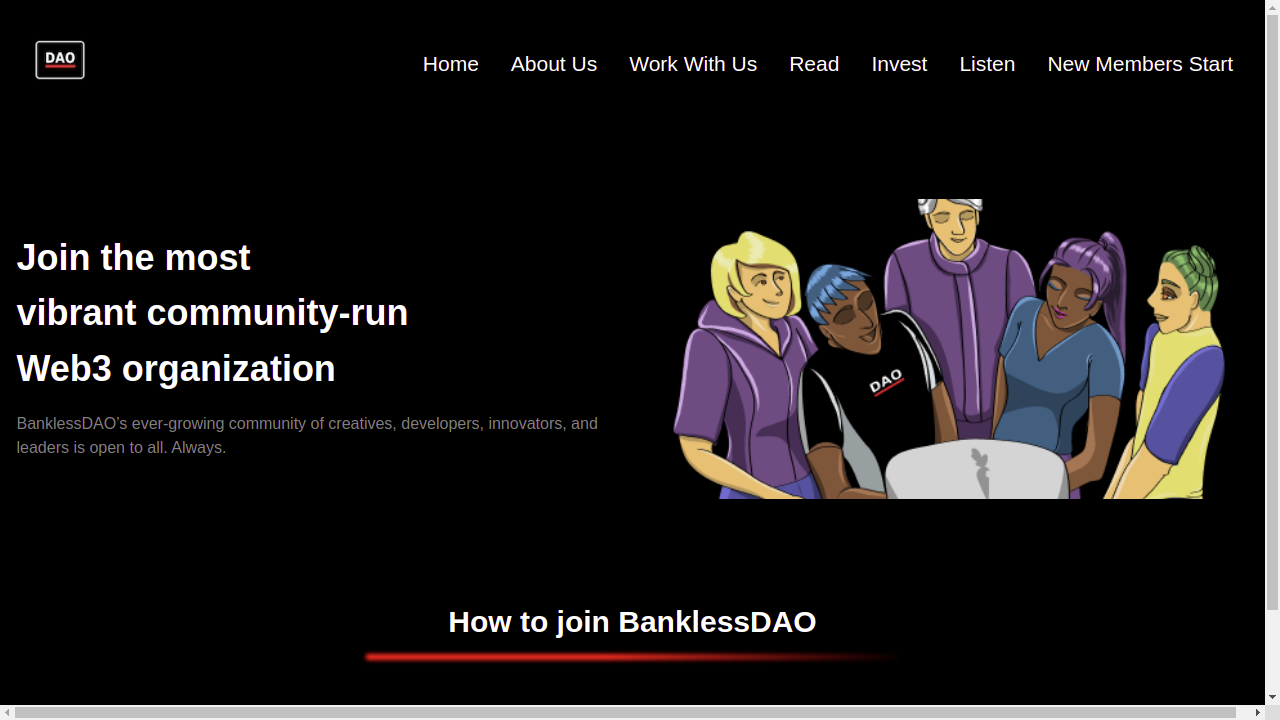 DAO
Home About Us Work With Us Read Invest Listen New Members Start
Join the most
vibrant community-run
Web3 organization
BanklessDAO's ever-growing community of creatives, developers, innovators, and
leaders is open to all. Always.
DAO
How to join BanklessDAO